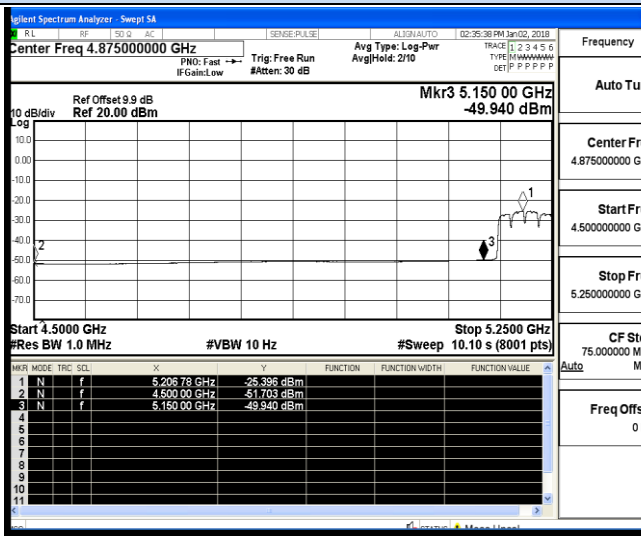 Agilent Spectrum Analyzer - Swept SA
RL RF 50 Ω AC SENSE:PULSE ALIGNAUTO 02:35:38 PM Jan 02, 2018
Center Freq 4.875000000 GHz
PNO: Fast
IFGain:Low
Trig: Free Run
#Atten: 30 dB
Avg Type: Log-Pwr
Avg|Hold: 2/10
TRACE 1 2 3 4 5 6
TYPE M W W W W W
DET P P P P P P
Frequency
Auto Tu
Ref Offset 9.9 dB
10 dB/div Ref 20.00 dBm
Log
Mkr3 5.150 00 GHz
-49.940 dBm
10.0
0.00
-10.0
-20.0
-30.0
-40.0
-50.0
-60.0
-70.0
1
2
3
Center Fr
4.875000000 G
Start Fr
4.500000000 G
Stop Fr
5.250000000 G
Start 4.5000 GHz Stop 5.2500 GHz
#Res BW 1.0 MHz #VBW 10 Hz #Sweep 10.10 s (8001 pts)
CF St
75.000000 M
Auto M
Freq Offs
0
MKR MODE TRC SCL X Y FUNCTION FUNCTION WIDTH FUNCTION VALUE
1 N f 5.206 78 GHz -25.396 dBm
2 N f 4.500 00 GHz -51.703 dBm
3 N f 5.150 00 GHz -49.940 dBm
4
5
6
7
8
9
10
11